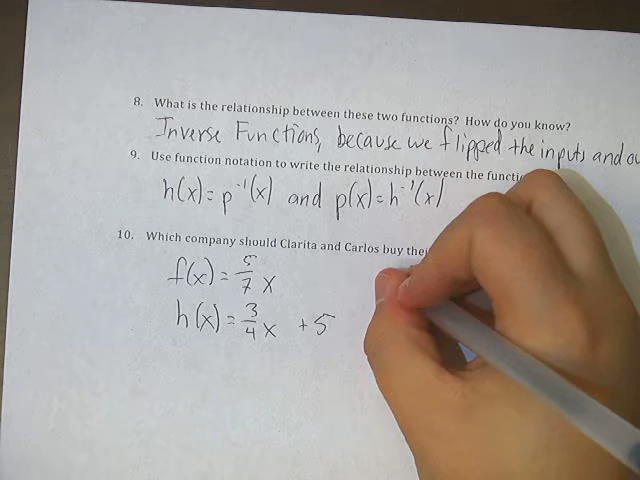 8. What is the relationship between these two functions? How do you know?
Inverse Functions, because we flipped the inputs and
9. Use function notation to write the relationship between the
h(x) = p⁻¹(x) and p(x) = h⁻¹(x)
10. Which company should Clarita and Carlos buy
f(x) = 5/7 x
h(x) = 3/4 x + 5